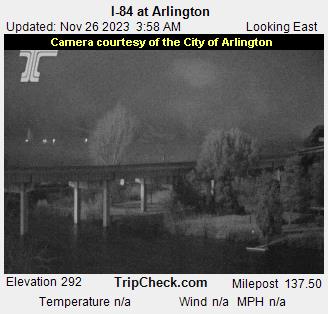 I-84 at Arlington
Updated: Nov 26 2023 3:58 AM Looking East
Camera courtesy of the City of Arlington
Elevation 292 TripCheck.com Milepost 137.50
Temperature n/a Wind n/a MPH n/a